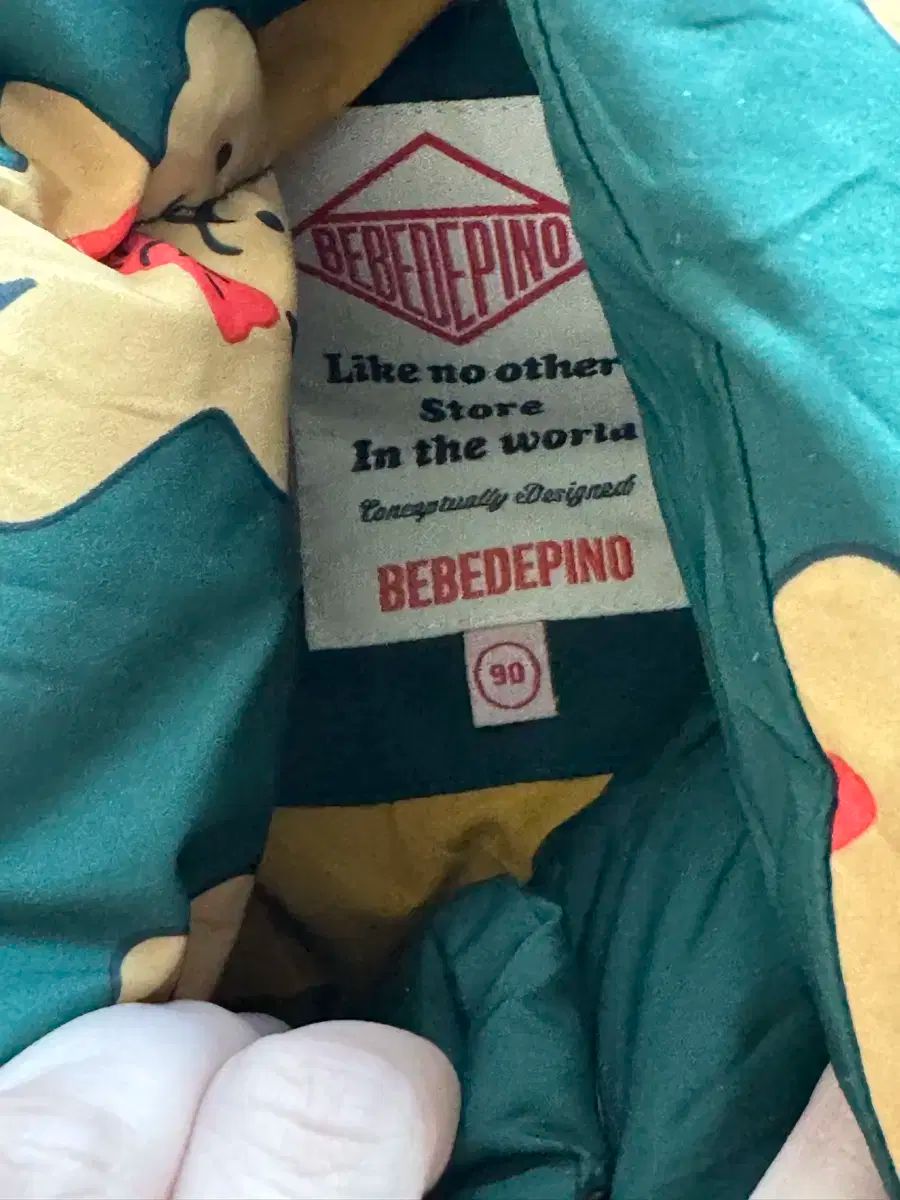 BEBEDEPINO
Like no other
Store
In the world
Conceptually Designed
BEBEDEPINO
90